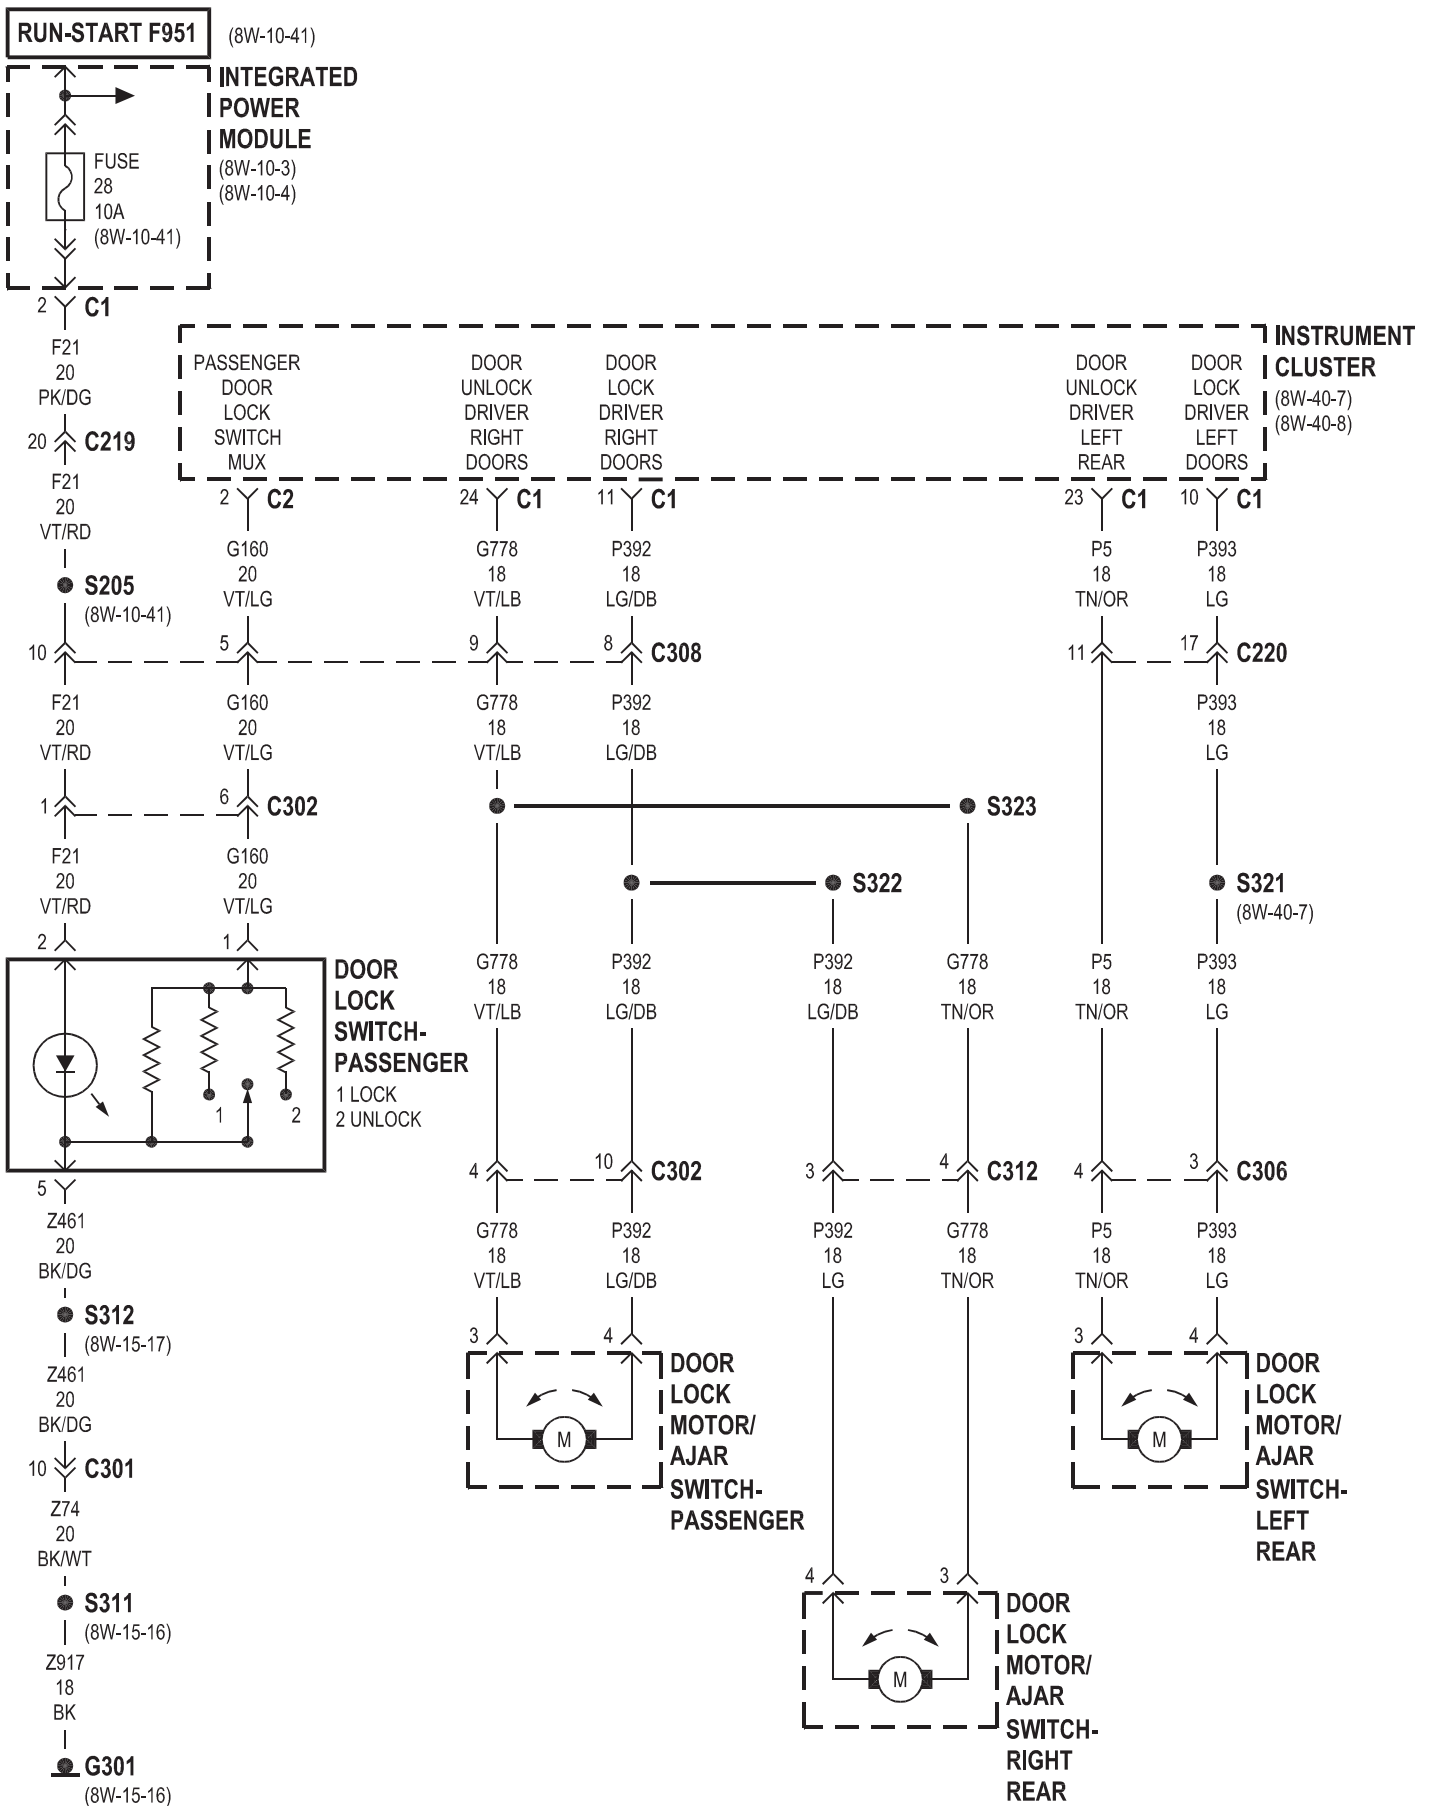 RUN-START F951 (8W-10-41)
INTEGRATED
POWER
MODULE
(8W-10-3)
(8W-10-4)
FUSE
28
10A
(8W-10-41)
2 C1
F21
20
PK/DG
20 C219
F21
20
VT/RD
S205
(8W-10-41)
INSTRUMENT
CLUSTER
(8W-40-7)
(8W-40-8)
PASSENGER
DOOR
LOCK
SWITCH
MUX
DOOR
UNLOCK
DRIVER
RIGHT
DOORS
DOOR
LOCK
DRIVER
RIGHT
DOORS
DOOR
UNLOCK
DRIVER
LEFT
REAR
DOOR
LOCK
DRIVER
LEFT
DOORS
2 C2 24 C1 11 C1 23 C1 10 C1
G160 G778 P392 P5 P393
20 18 18 18 18
VT/LG VT/LB LG/DB TN/OR LG
10 5 9 8 C308 11 17 C220
F21 G160 G778 P392 P393
20 20 18 18 18
VT/RD VT/LG VT/LB LG/DB LG
1 6 C302 S323
F21 G160
20 20
VT/RD VT/LG
S322 S321
(8W-40-7)
2 1
DOOR
LOCK
SWITCH-
PASSENGER
1 LOCK
2 UNLOCK
1 2
G778 P392 P392 G778 P5 P393
18 18 18 18 18 18
VT/LB LG/DB LG/DB TN/OR TN/OR LG
4 10 C302 3 4 C312 4 3 C306
G778 P392 P392 G778 P5 P393
18 18 18 18 18 18
VT/LB LG/DB LG TN/OR TN/OR LG
5
Z461
20
BK/DG
S312
(8W-15-17)
Z461
20
BK/DG
10 C301
Z74
20
BK/WT
S311
(8W-15-16)
Z917
18
BK
G301
(8W-15-16)
3 4
M
DOOR
LOCK
MOTOR/
AJAR
SWITCH-
PASSENGER
3 4
M
DOOR
LOCK
MOTOR/
AJAR
SWITCH-
LEFT
REAR
4 3
M
DOOR
LOCK
MOTOR/
AJAR
SWITCH-
RIGHT
REAR